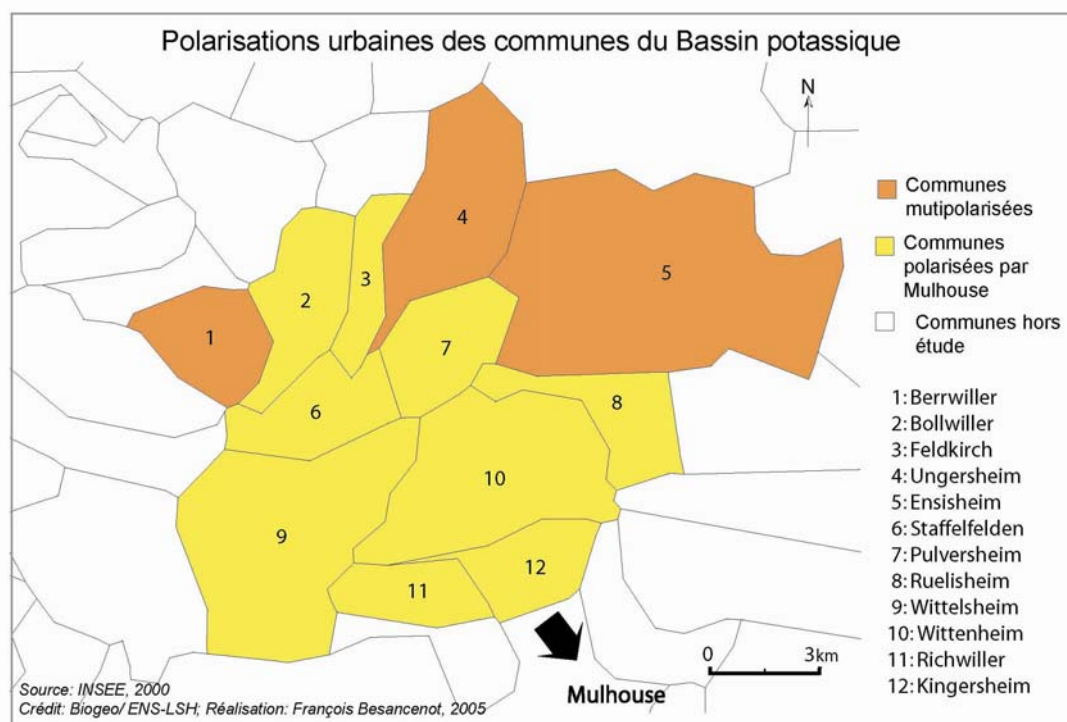 Polarisations urbaines des communes du Bassin potassique
N
Communes
mutipolarisées
Communes
polarisées par
Mulhouse
Communes hors
étude
1
2
3
4
5
6
7
8
9
10
11
12
1: Berrwiller
2: Bollwiller
3: Feldkirch
4: Ungersheim
5: Ensisheim
6: Staffelfelden
7: Pulversheim
8: Ruelisheim
9: Wittelsheim
10: Wittenheim
11: Richwiller
12: Kingersheim
0 3km
Mulhouse
Source: INSEE, 2000
Crédit: Biogeo/ ENS-LSH; Réalisation: François Besancenot, 2005